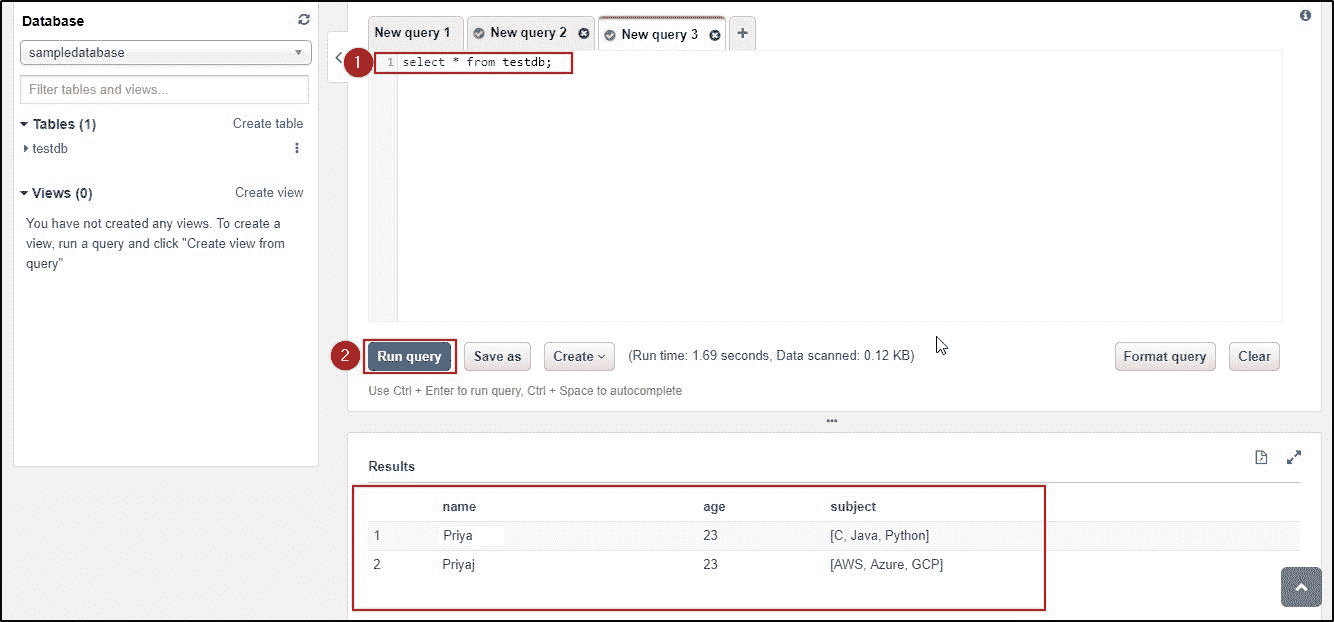 Database
sampledatabase
Filter tables and views...
Tables (1) Create table
testdb
Views (0) Create view
You have not created any views. To create a
view, run a query and click "Create view from
query"
New query 1 New query 2 New query 3 +
1
1 select * from testdb;
2
Run query Save as Create (Run time: 1.69 seconds, Data scanned: 0.12 KB) Format query Clear
Use Ctrl + Enter to run query, Ctrl + Space to autocomplete
Results
name age subject
1 Priya 23 [C, Java, Python]
2 Priyaj 23 [AWS, Azure, GCP]